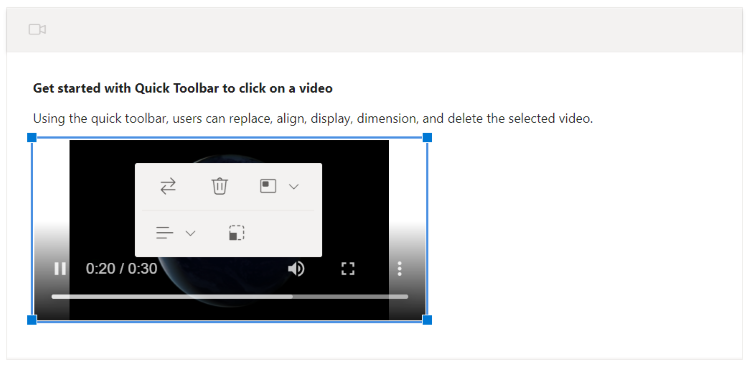 Get started with Quick Toolbar to click on a video
Using the quick toolbar, users can replace, align, display, dimension, and delete the selected video.
0:20 / 0:30